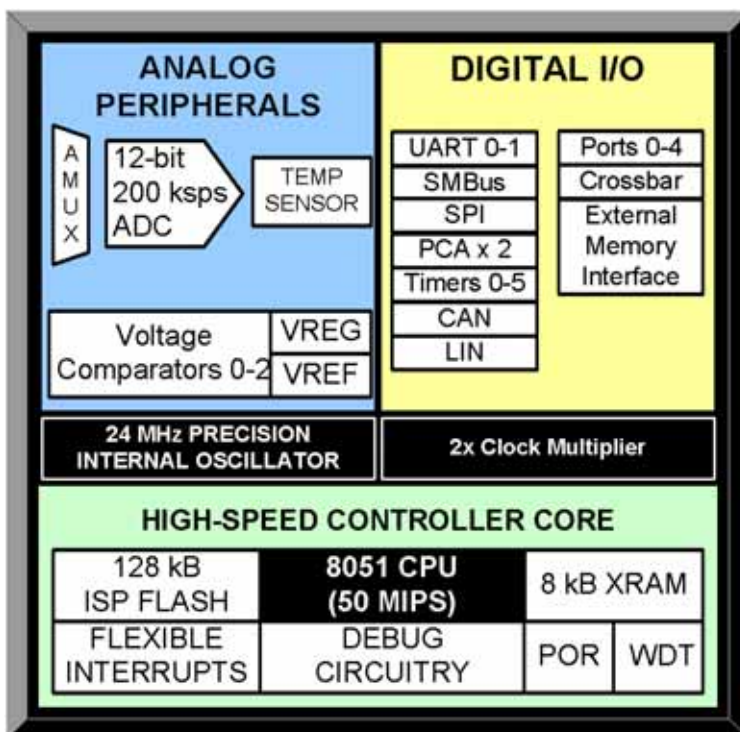 ANALOG
PERIPHERALS
AMUX
12-bit
200 ksps
ADC
TEMP
SENSOR
Voltage
Comparators 0-2
VREG
VREF
DIGITAL I/O
UART 0-1
SMBus
SPI
PCA x 2
Timers 0-5
CAN
LIN
Ports 0-4
Crossbar
External
Memory
Interface
24 MHz PRECISION
INTERNAL OSCILLATOR
2x Clock Multiplier
HIGH-SPEED CONTROLLER CORE
128 kB
ISP FLASH
8051 CPU
(50 MIPS)
8 kB XRAM
FLEXIBLE
INTERRUPTS
DEBUG
CIRCUITRY
POR
WDT